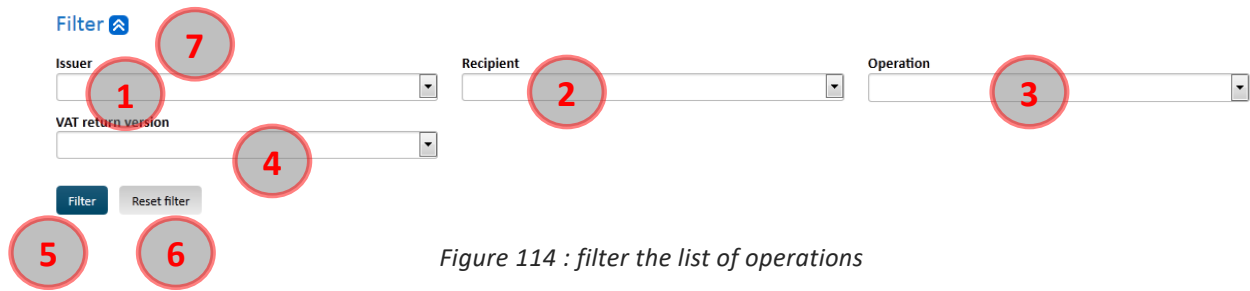 Filter
7
Issuer Recipient Operation
1 2 3
VAT return version
4
Filter Reset filter
5 6
Figure 114 : filter the list of operations